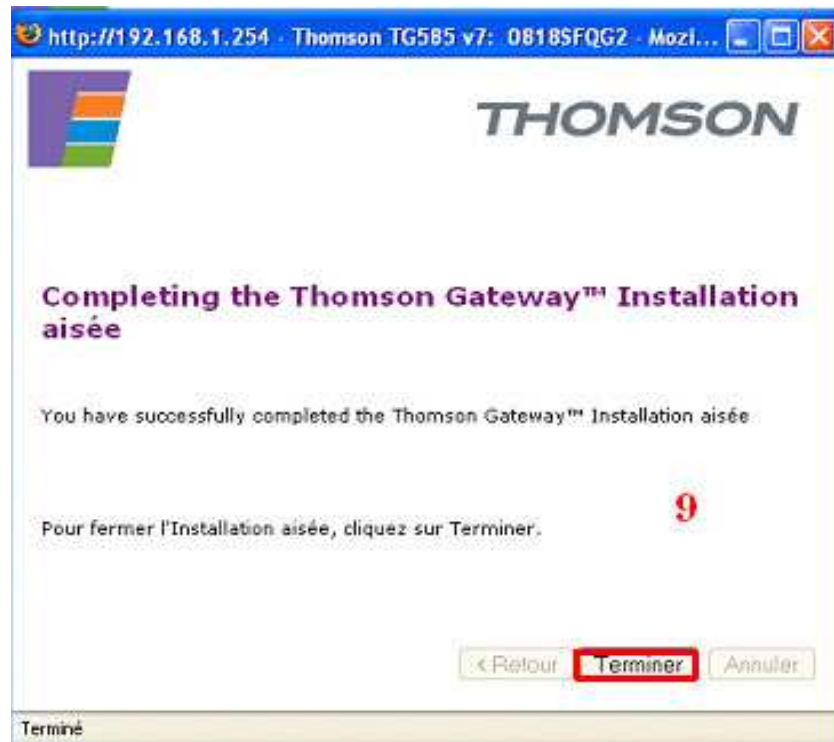 http://192.168.1.254 - Thomson TG585 v7: 0818SFQG2 - Mozi...
THOMSON
Completing the Thomson Gateway™ Installation
aisée
You have successfully completed the Thomson Gateway™ Installation aisée
9
Pour fermer l'Installation aisée, cliquez sur Terminer.
< Retour Terminer Annuler
Terminé